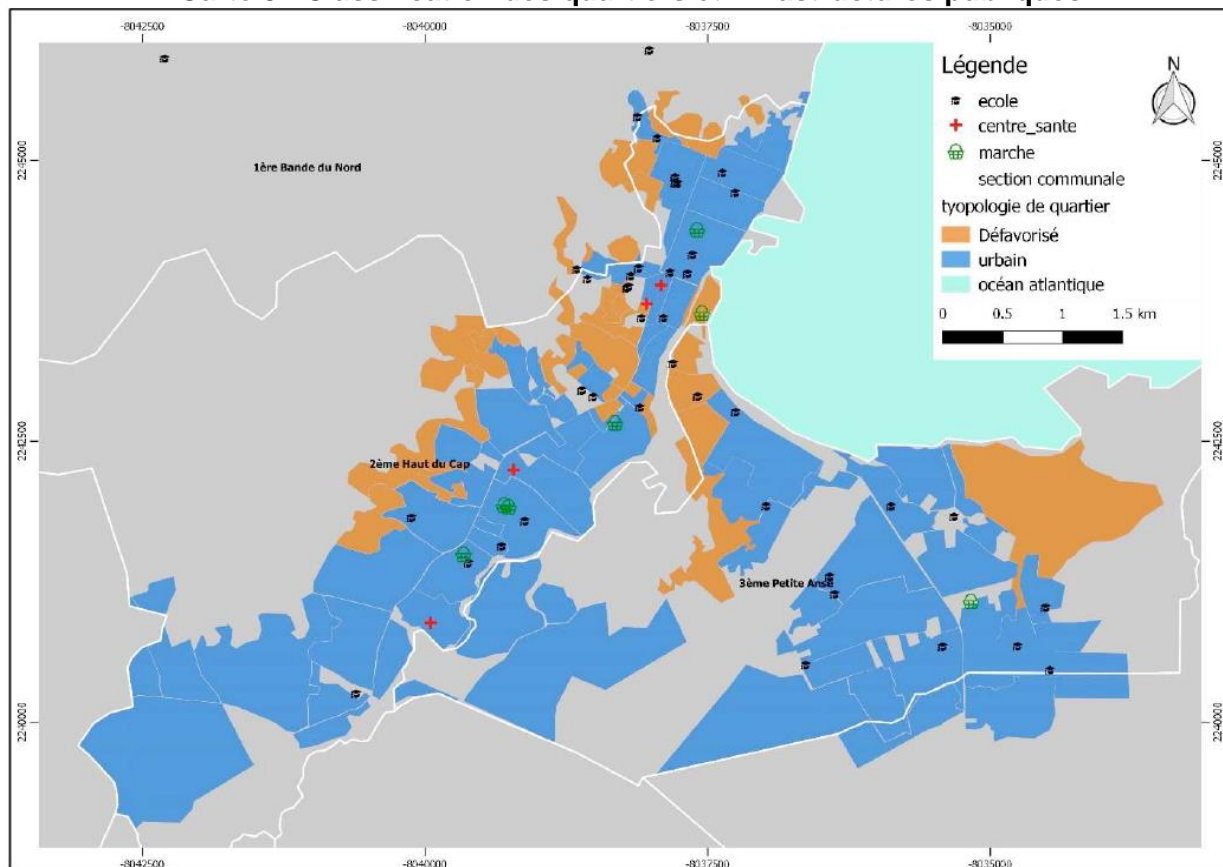 -8042500
-8040000
-8037500
-8035000
Légende
N
ecole
centre_sante
marche
section communale
tyopologie de quartier
Défavorisé
urbain
océan atlantique
0 0.5 1 1.5 km
2245000
2245000
1ère Bande du Nord
2242500
2242500
2ème Haut du Cap
3ème Petite Anse
2240000
2240000
-8042500
-8040000
-8037500
-8035000